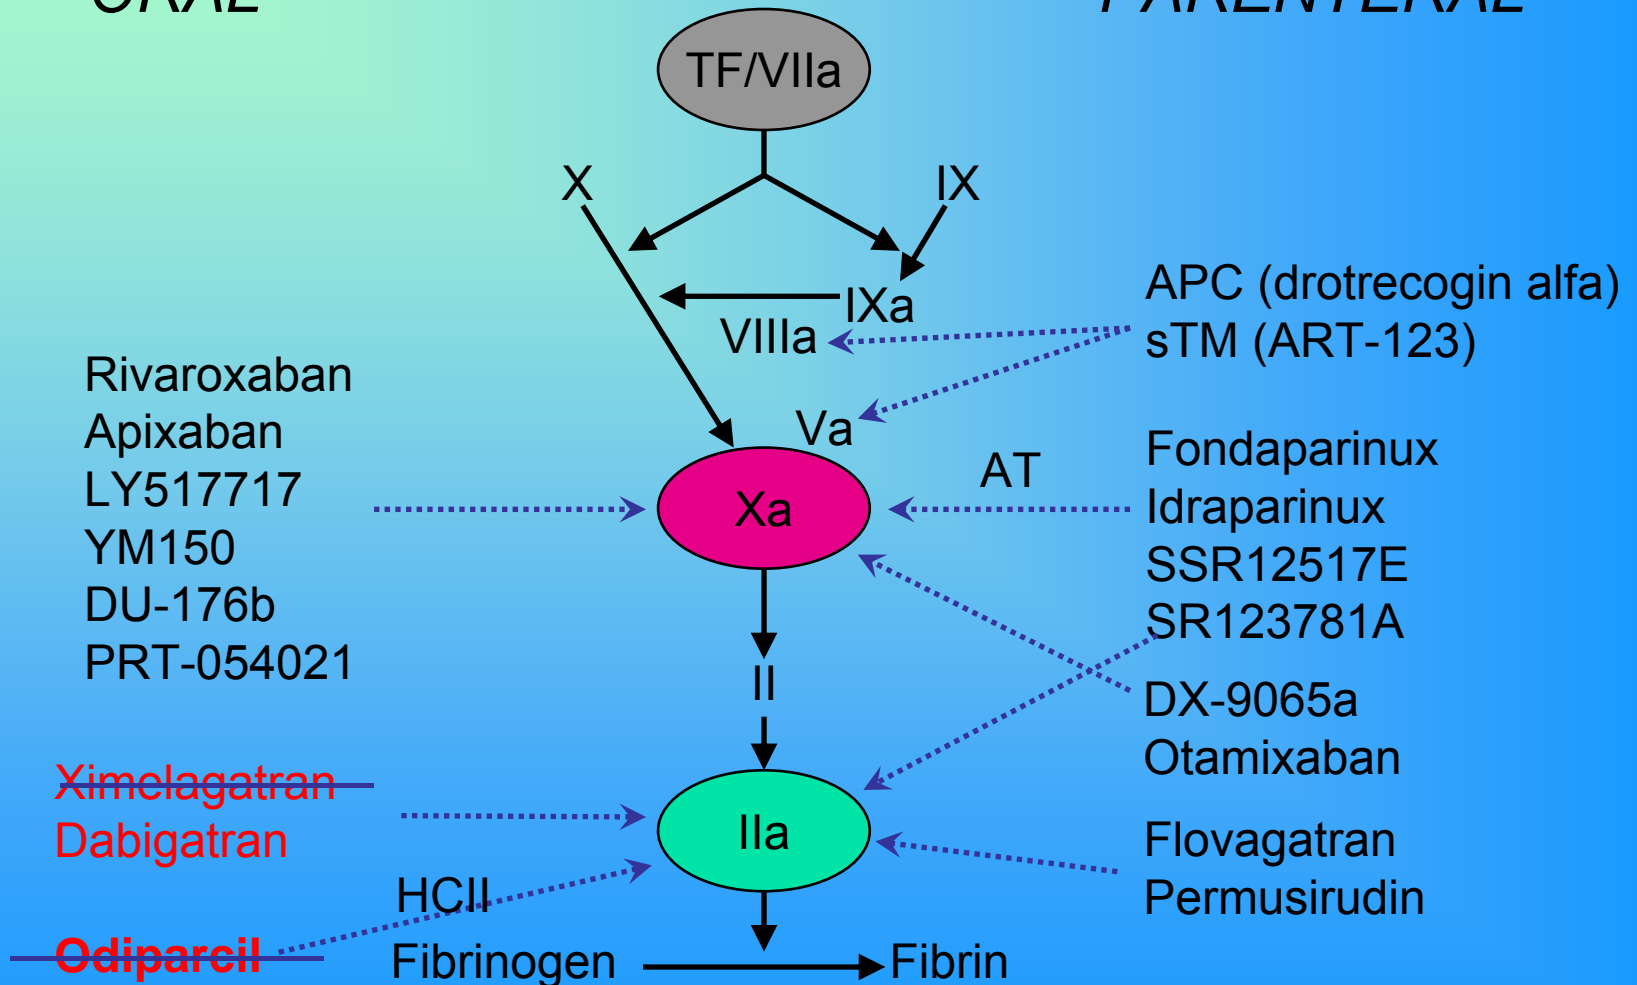 ORAL
PARENTERAL
TF/VIIa
X
IX
IXa
VIIIa
Va
APC (drotrecogin alfa)
sTM (ART-123)
Rivaroxaban
Apixaban
LY517717
YM150
DU-176b
PRT-054021
Xa
AT
Fondaparinux
Idraparinux
SSR12517E
SR123781A
DX-9065a
Otamixaban
II
Ximelagatran
Dabigatran
IIa
Flovagatran
Permusirudin
HCII
Odiparcil
Fibrinogen
Fibrin